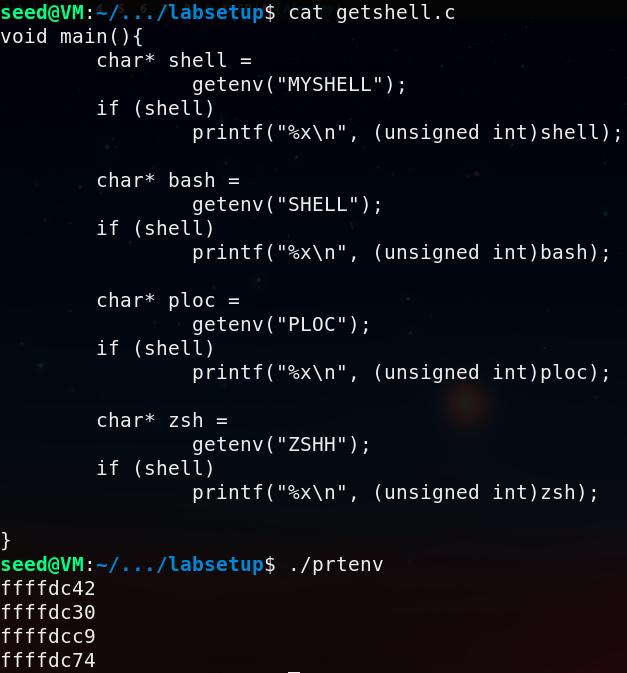 seed@VM:~/.../labsetup$ cat getshell.c
void main(){
        char* shell =
                getenv("MYSHELL");
        if (shell)
                printf("%x\n", (unsigned int)shell);

        char* bash =
                getenv("SHELL");
        if (shell)
                printf("%x\n", (unsigned int)bash);

        char* ploc =
                getenv("PLOC");
        if (shell)
                printf("%x\n", (unsigned int)ploc);

        char* zsh =
                getenv("ZSHH");
        if (shell)
                printf("%x\n", (unsigned int)zsh);

}
seed@VM:~/.../labsetup$ ./prtenv
ffffdc42
ffffdc30
ffffdcc9
ffffdc74